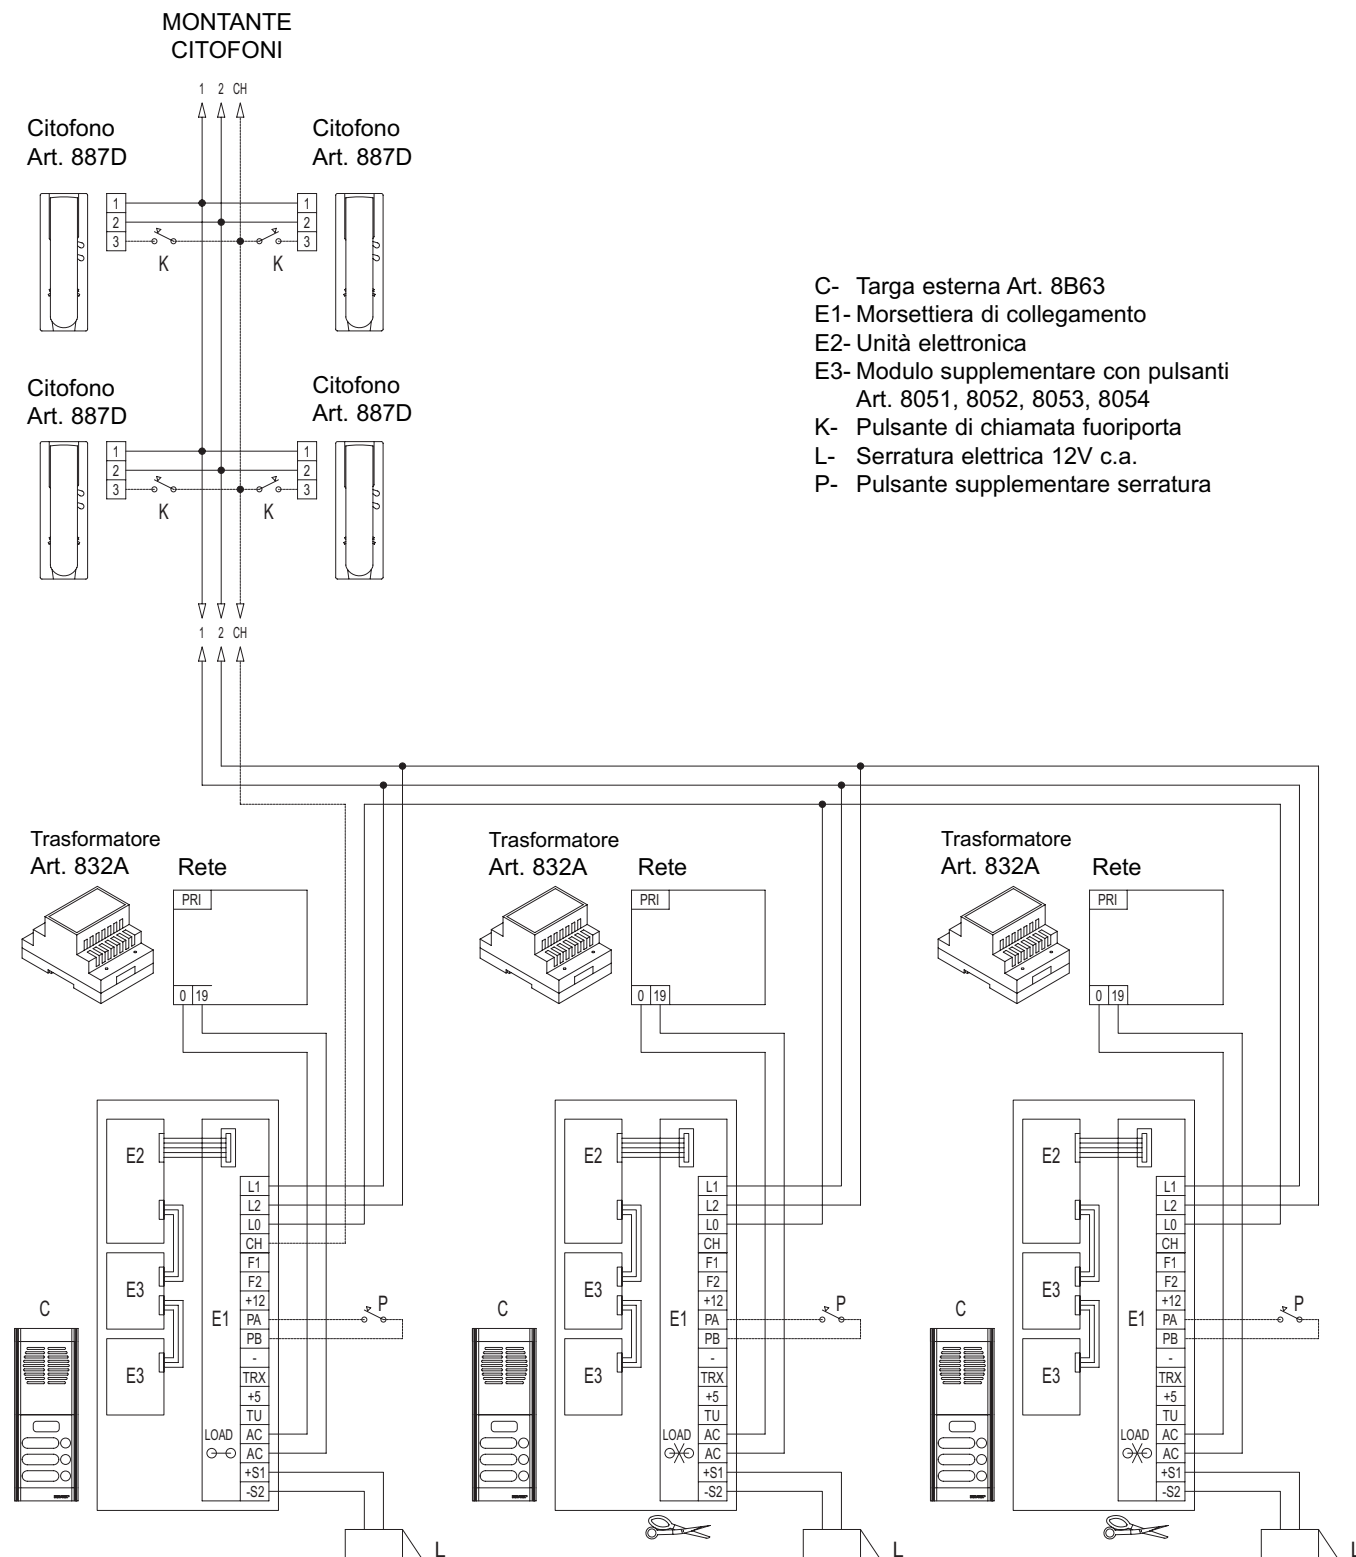 MONTANTE
CITOFONI
1 2 CH
Citofono
Art. 887D
Citofono
Art. 887D
1
2
3
K
K
1
2
3
Citofono
Art. 887D
Citofono
Art. 887D
1
2
3
K
K
1
2
3
1 2 CH
C- Targa esterna Art. 8B63
E1- Morsettiera di collegamento
E2- Unità elettronica
E3- Modulo supplementare con pulsanti
Art. 8051, 8052, 8053, 8054
K- Pulsante di chiamata fuoriporta
L- Serratura elettrica 12V c.a.
P- Pulsante supplementare serratura
Trasformatore
Art. 832A
Rete
PRI
0 19
E2
E3
E3
E1
L1
L2
L0
CH
F1
F2
+12
PA
PB
-
TRX
+5
TU
AC
AC
+S1
-S2
LOAD
P
C
L
Trasformatore
Art. 832A
Rete
PRI
0 19
E2
E3
E3
E1
L1
L2
L0
CH
F1
F2
+12
PA
PB
-
TRX
+5
TU
AC
AC
+S1
-S2
LOAD
P
C
L
Trasformatore
Art. 832A
Rete
PRI
0 19
E2
E3
E3
E1
L1
L2
L0
CH
F1
F2
+12
PA
PB
-
TRX
+5
TU
AC
AC
+S1
-S2
LOAD
P
C
L